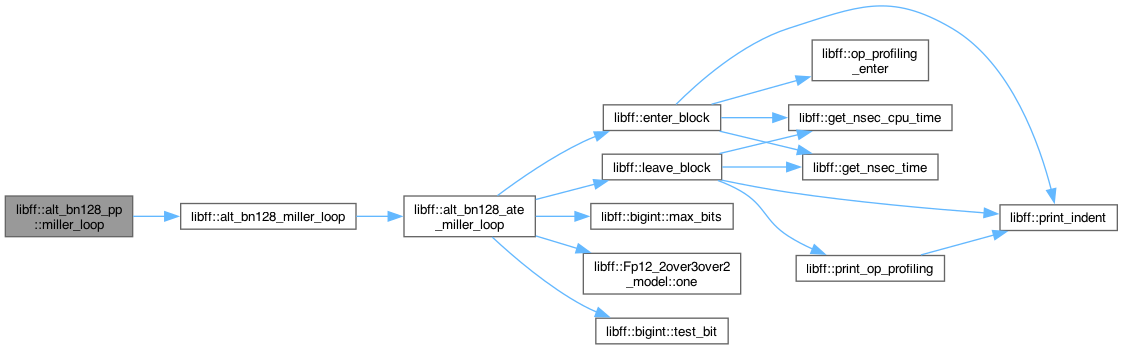 libff::alt_bn128_pp
::miller_loop
libff::alt_bn128_miller_loop
libff::alt_bn128_ate
_miller_loop
libff::enter_block
libff::leave_block
libff::bigint::max_bits
libff::Fp12_2over3over2
_model::one
libff::bigint::test_bit
libff::op_profiling
_enter
libff::get_nsec_cpu_time
libff::get_nsec_time
libff::print_op_profiling
libff::print_indent